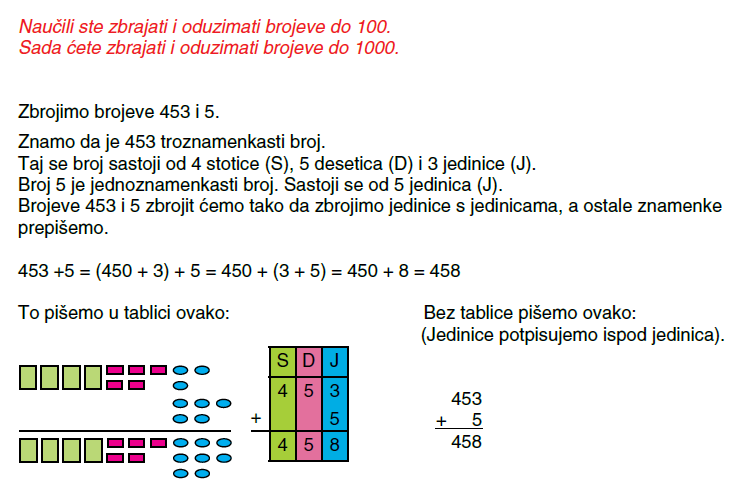 Naučili ste zbrajati i oduzimati brojeve do 100.
Sada ćete zbrajati i oduzimati brojeve do 1000.
Zbrojimo brojeve 453 i 5.
Znamo da je 453 troznamenkasti broj.
Taj se broj sastoji od 4 stotice (S), 5 desetica (D) i 3 jedinice (J).
Broj 5 je jednoznamenkasti broj. Sastoji se od 5 jedinica (J).
Brojeve 453 i 5 zbrojit ćemo tako da zbrojimo jedinice s jedinicama, a ostale znamenke
prepišemo.
453 +5 = (450 + 3) + 5 = 450 + (3 + 5) = 450 + 8 = 458
To pišemo u tablici ovako:
S D J
4 5 3
+ 5
4 5 8
Bez tablice pišemo ovako:
(Jedinice potpisujemo ispod jedinica).
453
+ 5
458